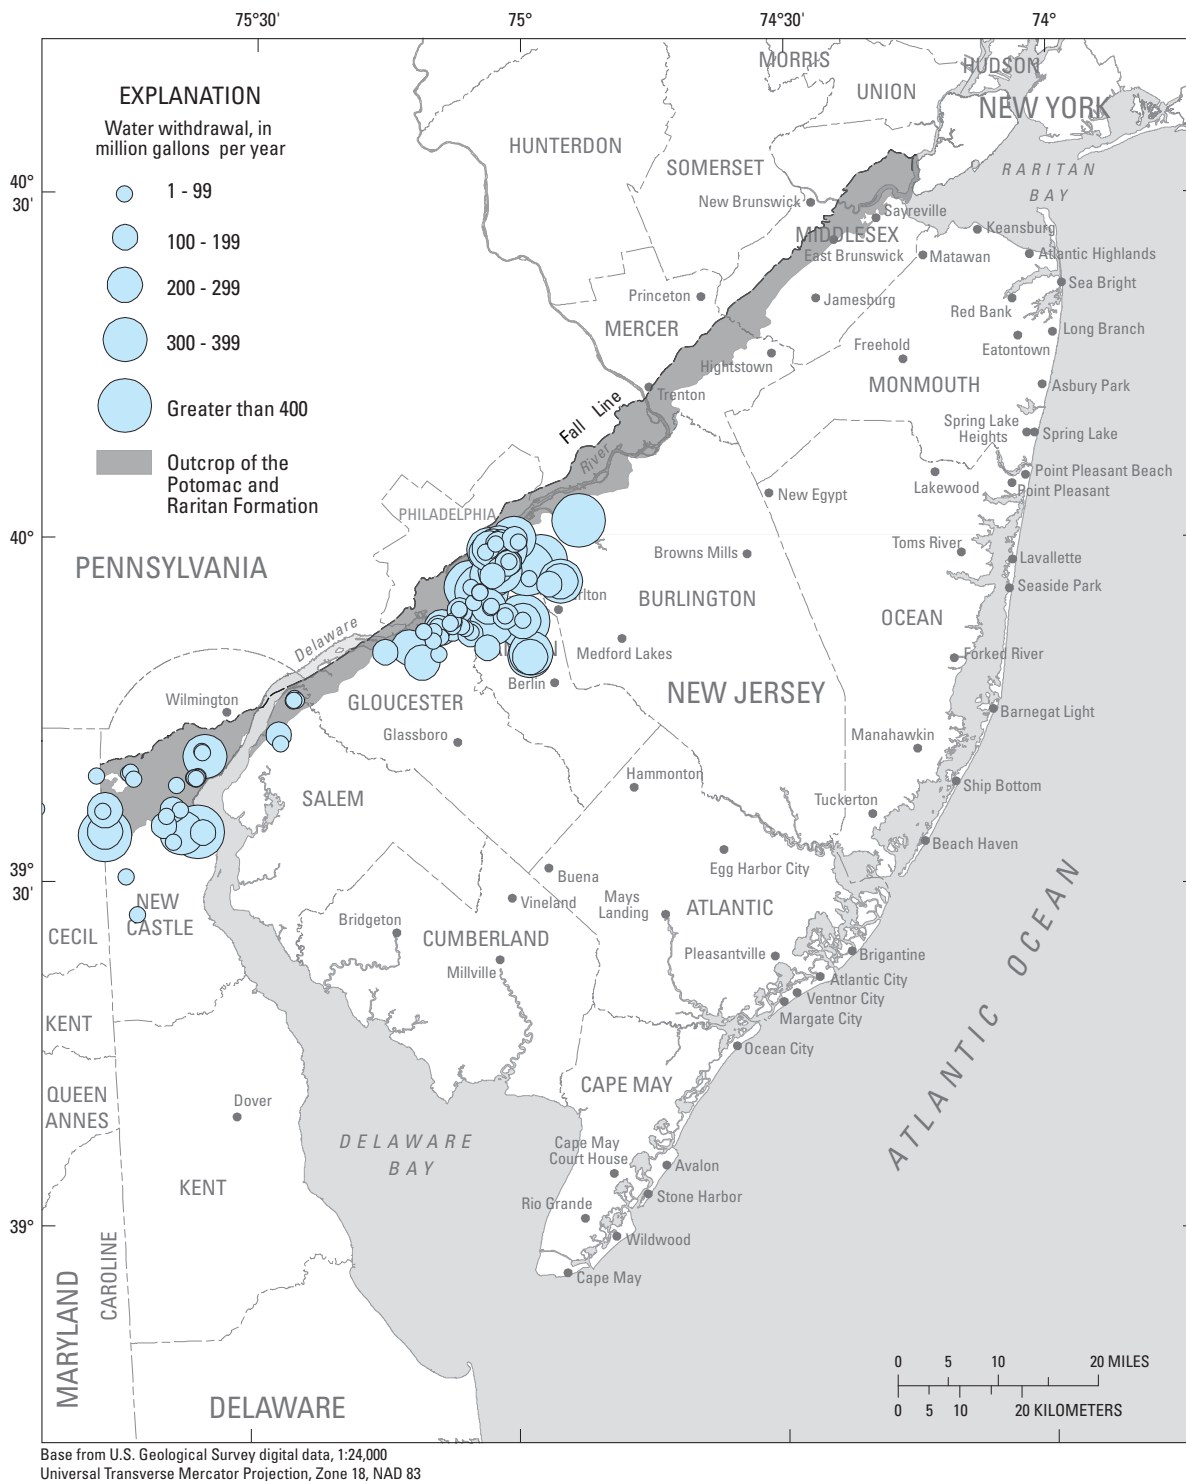 75°30'
75°
74°30'
74°
EXPLANATION
Water withdrawal, in
million gallons per year
1 - 99
100 - 199
200 - 299
300 - 399
Greater than 400
Outcrop of the
Potomac and
Raritan Formation
40°
30'
40°
39°
30'
39°
MORRIS
HUDSON
UNION
NEW YORK
HUNTERDON
SOMERSET
RARITAN
BAY
New Brunswick
Sayreville
MIDDLESEX
Keansburg
East Brunswick
Matawan
Atlantic Highlands
Sea Bright
Princeton
Jamesburg
Red Bank
MERCER
Long Branch
Eatontown
Freehold
Hightstown
MONMOUTH
Asbury Park
Trenton
Fall Line
Spring Lake
Heights
Spring Lake
River
Point Pleasant Beach
Lakewood
Point Pleasant
New Egypt
PHILADELPHIA
Toms River
Browns Mills
Lavallette
PENNSYLVANIA
Seaside Park
rlton
BURLINGTON
OCEAN
Delaware
Medford Lakes
Forked River
Berlin
NEW JERSEY
Wilmington
GLOUCESTER
Barnegat Light
Glassboro
Manahawkin
Hammonton
Ship Bottom
SALEM
Tuckerton
Beach Haven
Egg Harbor City
Buena
NEW
CASTLE
Vineland
Mays
Landing
ATLANTIC
Bridgeton
CECIL
CUMBERLAND
Pleasantville
Brigantine
Millville
Atlantic City
Ventnor City
Margate City
KENT
Ocean City
ATLANTIC OCEAN
QUEEN
ANNES
CAPE MAY
Dover
DELAWARE
BAY
Cape May
Court House
Avalon
KENT
Stone Harbor
Rio Grande
Wildwood
CAROLINE
Cape May
MARYLAND
DELAWARE
0 5 10 20 MILES
0 5 10 20 KILOMETERS
Base from U.S. Geological Survey digital data, 1:24,000
Universal Transverse Mercator Projection, Zone 18, NAD 83